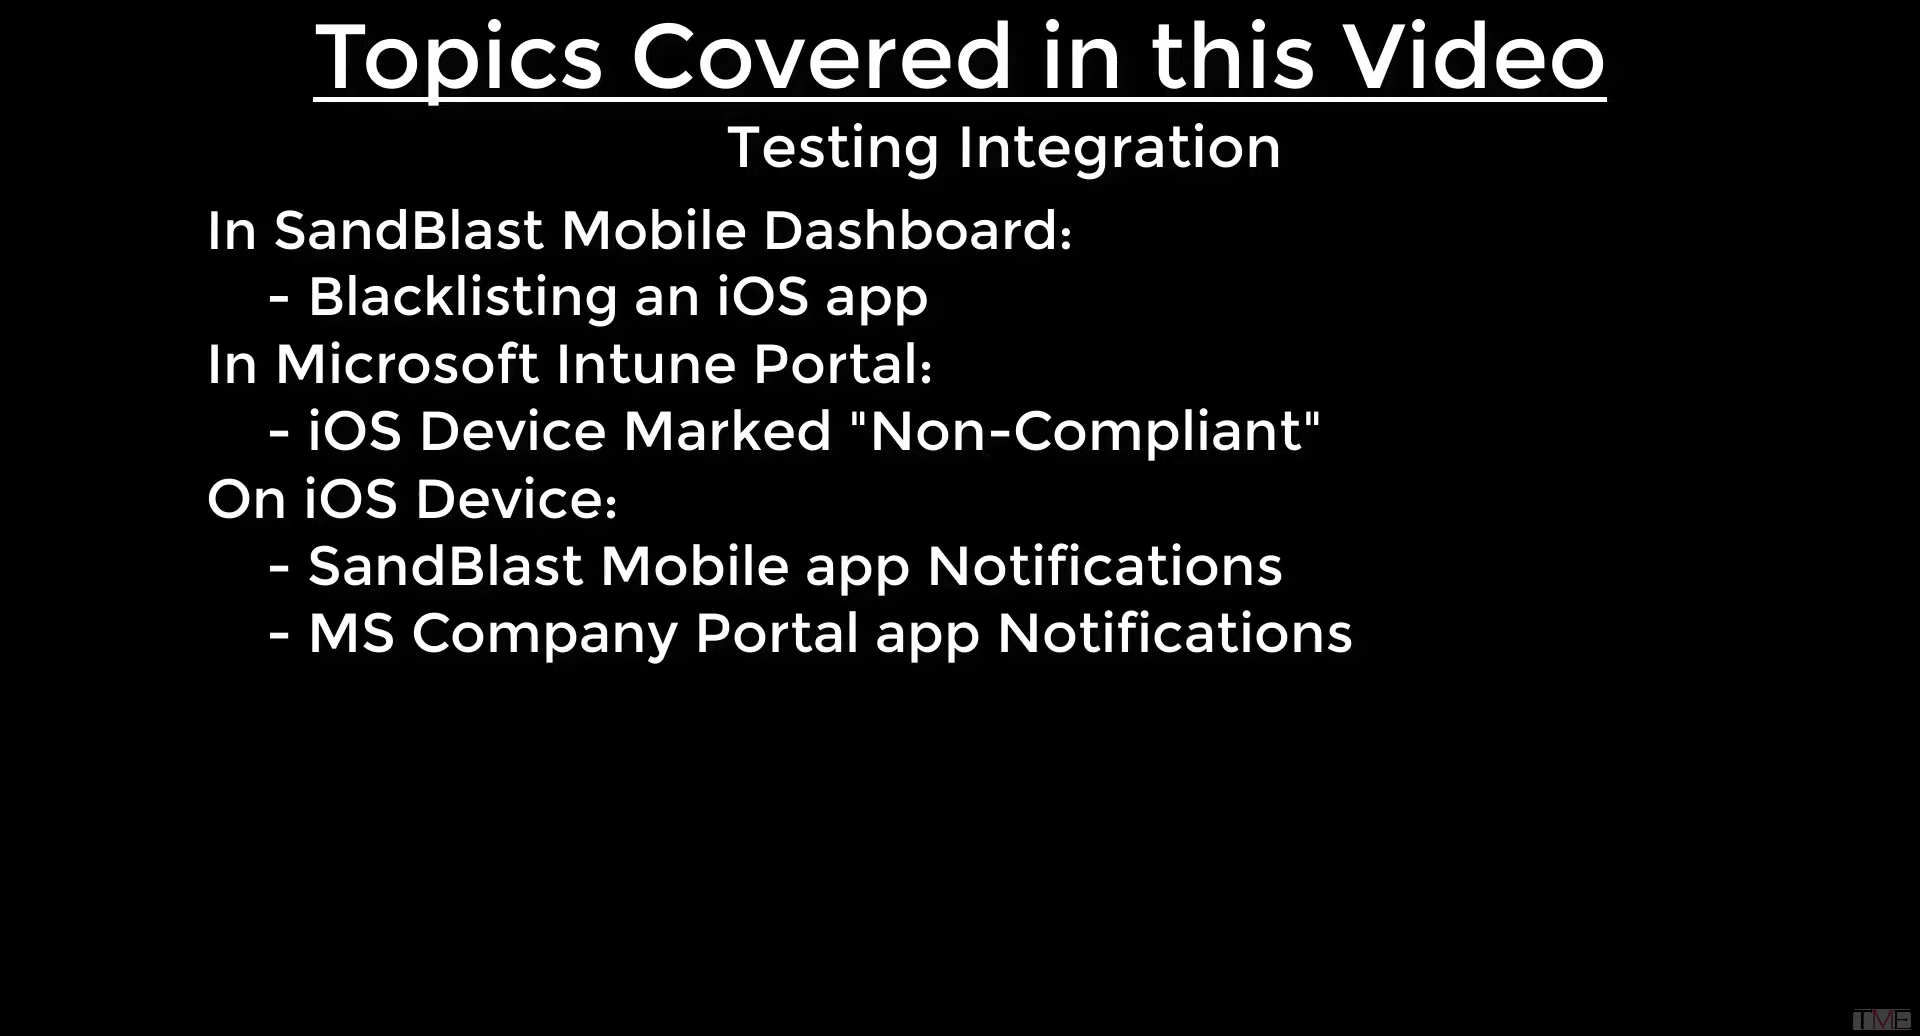 Topics Covered in this Video
Testing Integration
In SandBlast Mobile Dashboard:
- Blacklisting an iOS app
In Microsoft Intune Portal:
- iOS Device Marked "Non-Compliant"
On iOS Device:
- SandBlast Mobile app Notifications
- MS Company Portal app Notifications
TME